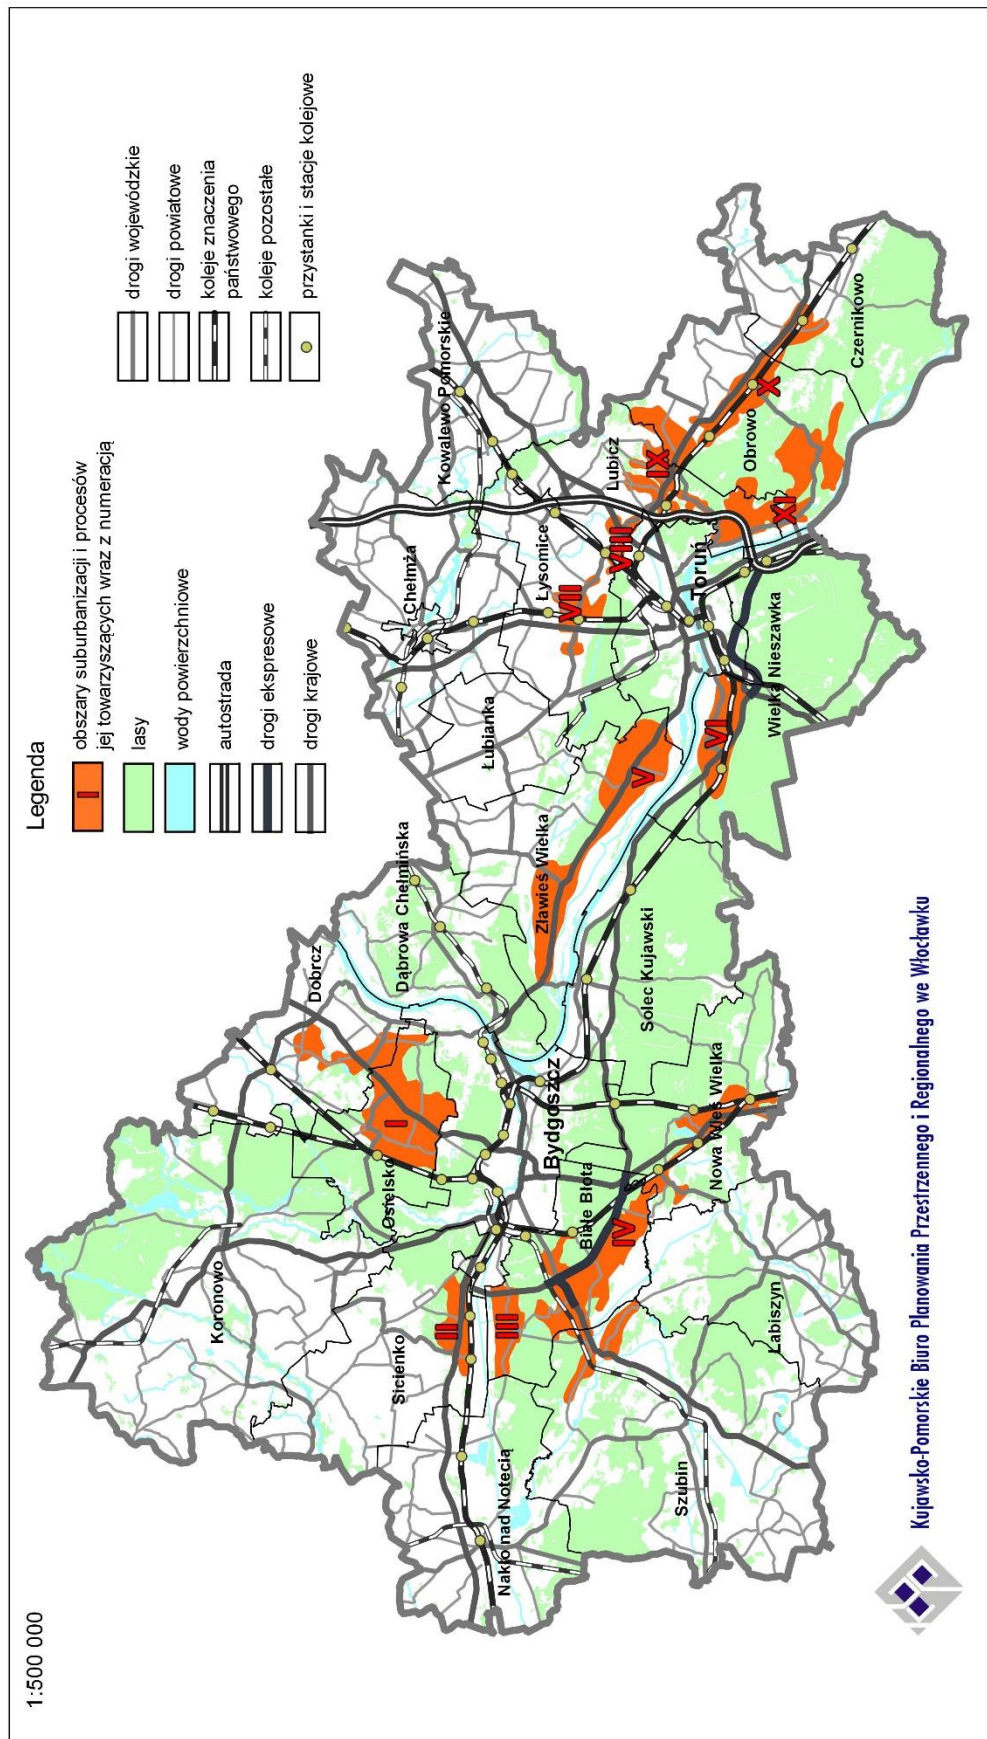 1:500 000
Legenda
I
obszary suburbanizacji i procesów
jej towarzyszących wraz z numeracją
lasy
wody powierzchniowe
autostrada
drogi ekspresowe
drogi krajowe
drogi wojewódzkie
drogi powiatowe
koleje znaczenia
państwowego
koleje pozostałe
przystanki i stacje kolejowe
Koronowo
Dobrcz
Osielsko
I
Dąbrowa Chełmińska
Sicienko
II
III
Nakło nad Notecią
Bydgoszcz
Białe Błota
IV
Nowa Wieś Wielka
Solec Kujawski
Szubin
Łabiszyn
Zławieś Wielka
V
VI
Łubianka
Chełmża
Kowalewo Pomorskie
Łysomice
VII
VIII
Lubicz
IX
Toruń
Wielka Nieszawka
Obrowo
X
XI
Czernikowo
Kujawsko-Pomorskie Biuro Planowania Przestrzennego i Regionalnego we Włocławku